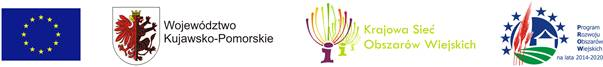 Województwo
Kujawsko-Pomorskie
Krajowa Sieć
Obszarów Wiejskich
Program
Rozwoju
Obszarów
Wiejskich
na lata 2014-2020